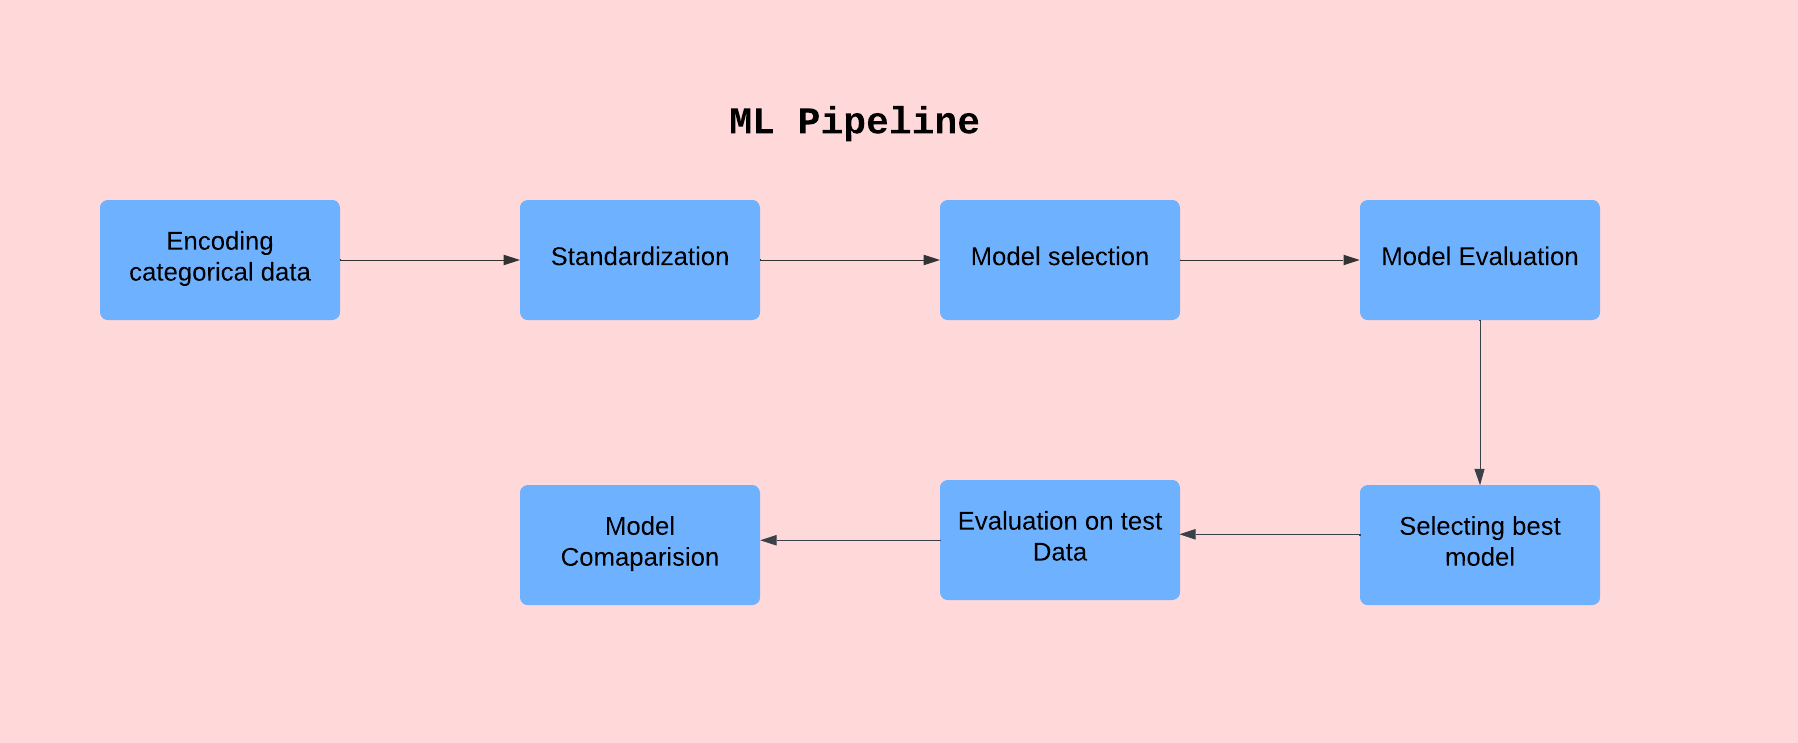 ML Pipeline
Encoding
categorical data
Standardization
Model selection
Model Evaluation
Selecting best
model
Evaluation on test
Data
Model
Comaparision